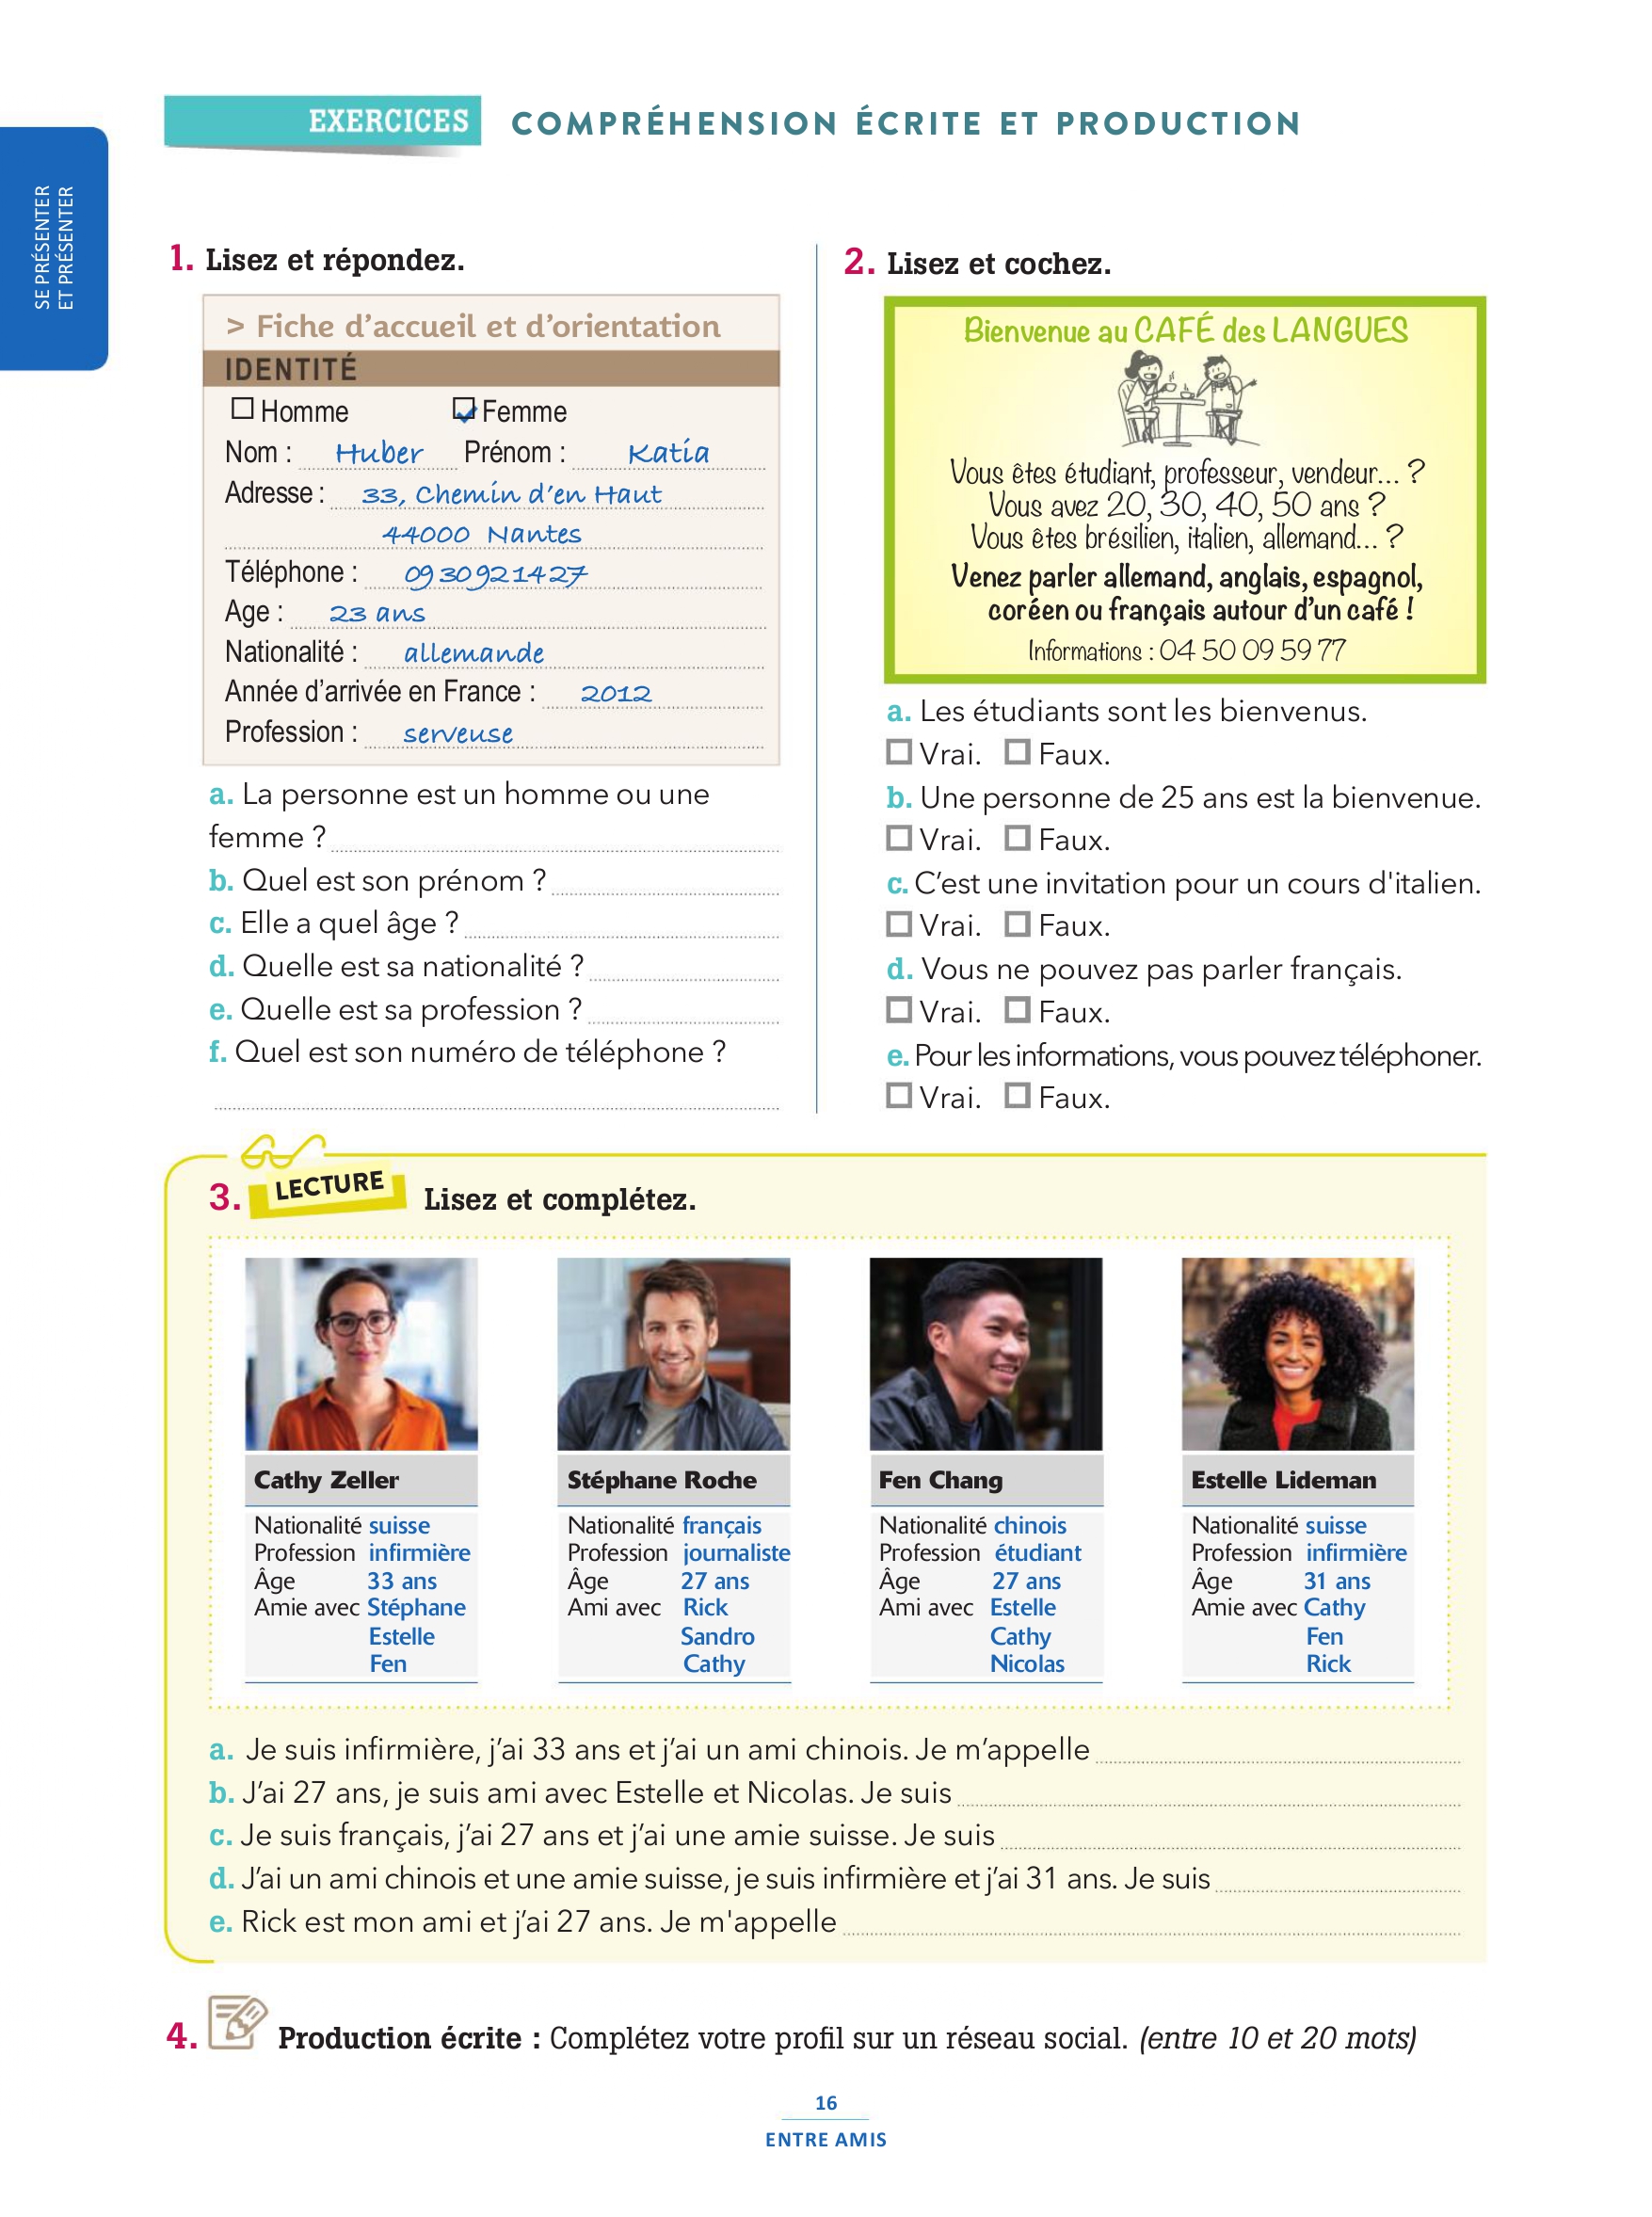 EXERCICES
COMPRÉHENSION ÉCRITE ET PRODUCTION
SE PRÉSENTER
ET PRÉSENTER
1. Lisez et répondez.
> Fiche d'accueil et d'orientation
IDENTITÉ
Homme Femme
Nom : Huber Prénom : Katia
Adresse : 33, Chemin d'en Haut
44000 Nantes
Téléphone : 0930921427
Age : 23 ans
Nationalité : allemande
Année d'arrivée en France : 2012
Profession : serveuse
a. La personne est un homme ou une
femme ?
b. Quel est son prénom ?
c. Elle a quel âge ?
d. Quelle est sa nationalité ?
e. Quelle est sa profession ?
f. Quel est son numéro de téléphone ?
2. Lisez et cochez.
Bienvenue au CAFÉ des LANGUES
Vous êtes étudiant, professeur, vendeur... ?
Vous avez 20, 30, 40, 50 ans ?
Vous êtes brésilien, italien, allemand... ?
Venez parler allemand, anglais, espagnol,
coréen ou français autour d'un café !
Informations : 04 50 09 59 77
a. Les étudiants sont les bienvenus.
Vrai. Faux.
b. Une personne de 25 ans est la bienvenue.
Vrai. Faux.
c. C'est une invitation pour un cours d'italien.
Vrai. Faux.
d. Vous ne pouvez pas parler français.
Vrai. Faux.
e. Pour les informations, vous pouvez téléphoner.
Vrai. Faux.
3. LECTURE Lisez et complétez.
Cathy Zeller
Nationalité suisse
Profession infirmière
Âge 33 ans
Amie avec Stéphane
Estelle
Fen
Stéphane Roche
Nationalité français
Profession journaliste
Âge 27 ans
Ami avec Rick
Sandro
Cathy
Fen Chang
Nationalité chinois
Profession étudiant
Âge 27 ans
Ami avec Estelle
Cathy
Nicolas
Estelle Lideman
Nationalité suisse
Profession infirmière
Âge 31 ans
Amie avec Cathy
Fen
Rick
a. Je suis infirmière, j'ai 33 ans et j'ai un ami chinois. Je m'appelle
b. J'ai 27 ans, je suis ami avec Estelle et Nicolas. Je suis
c. Je suis français, j'ai 27 ans et j'ai une amie suisse. Je suis
d. J'ai un ami chinois et une amie suisse, je suis infirmière et j'ai 31 ans. Je suis
e. Rick est mon ami et j'ai 27 ans. Je m'appelle
4. Production écrite : Complétez votre profil sur un réseau social. (entre 10 et 20 mots)
16
ENTRE AMIS